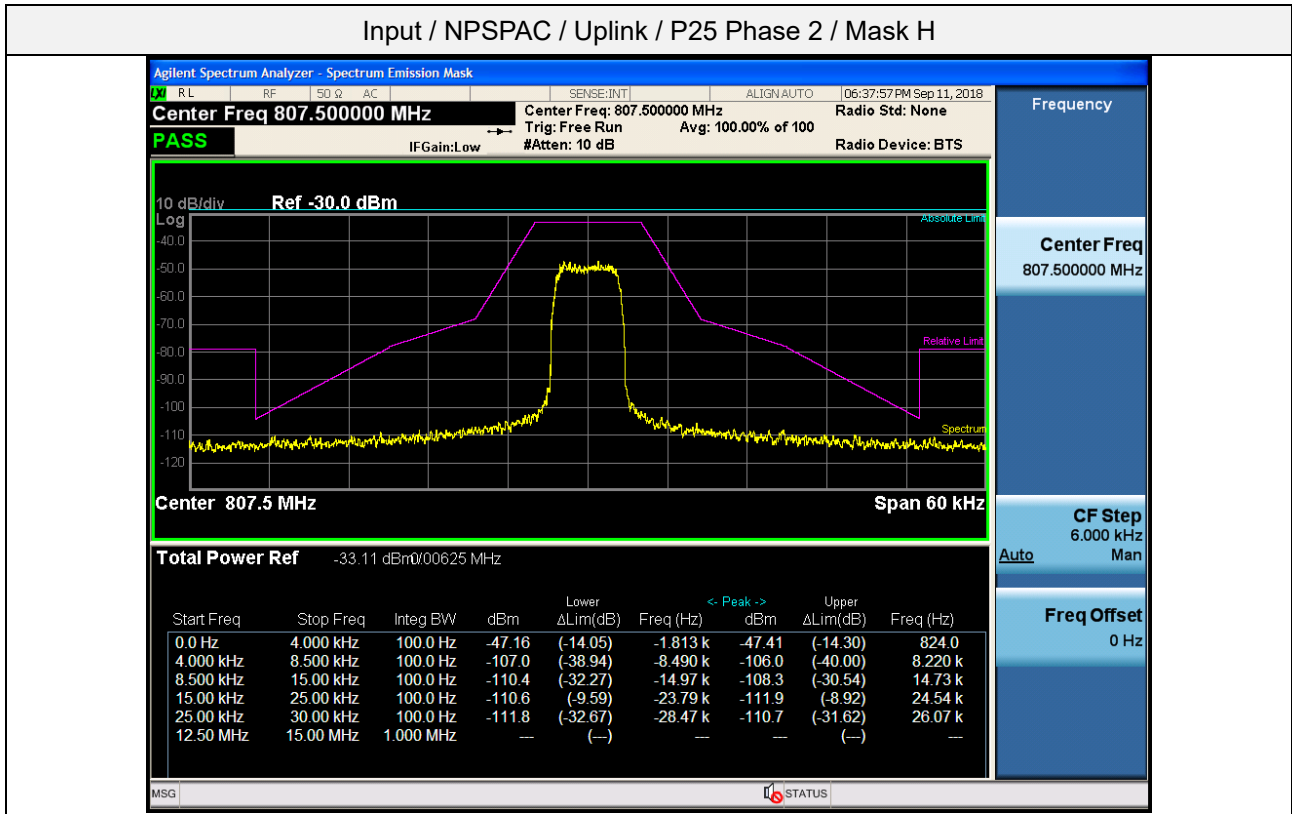 Input / NPSPAC / Uplink / P25 Phase 2 / Mask H
Agilent Spectrum Analyzer - Spectrum Emission Mask
LXI RL RF 50 Ω AC SENSE:INT ALIGNAUTO 06:37:57 PM Sep 11, 2018
Center Freq 807.500000 MHz
Center Freq: 807.500000 MHz
Radio Std: None
Trig: Free Run Avg: 100.00% of 100
PASS
IFGain:Low
#Atten: 10 dB
Radio Device: BTS
Frequency
10 dB/div Ref -30.0 dBm
Log
Absolute Limit
-40.0
-50.0
-60.0
-70.0
Relative Limit
-80.0
-90.0
-100
Spectrum
-110
-120
Center 807.5 MHz Span 60 kHz
Center Freq
807.500000 MHz
CF Step
6.000 kHz
Auto Man
Freq Offset
0 Hz
Total Power Ref -33.11 dBm/0.00625 MHz
Lower <- Peak -> Upper
Start Freq Stop Freq Integ BW dBm ΔLim(dB) Freq (Hz) dBm ΔLim(dB) Freq (Hz)
0.0 Hz 4.000 kHz 100.0 Hz -47.16 (-14.05) -1.813 k -47.41 (-14.30) 824.0
4.000 kHz 8.500 kHz 100.0 Hz -107.0 (-38.94) -8.490 k -106.0 (-40.00) 8.220 k
8.500 kHz 15.00 kHz 100.0 Hz -110.4 (-32.27) -14.97 k -108.3 (-30.54) 14.73 k
15.00 kHz 25.00 kHz 100.0 Hz -110.6 (-9.59) -23.79 k -111.9 (-8.92) 24.54 k
25.00 kHz 30.00 kHz 100.0 Hz -111.8 (-32.67) -28.47 k -110.7 (-31.62) 26.07 k
12.50 MHz 15.00 MHz 1.000 MHz --- (---) --- --- (---) ---
MSG STATUS